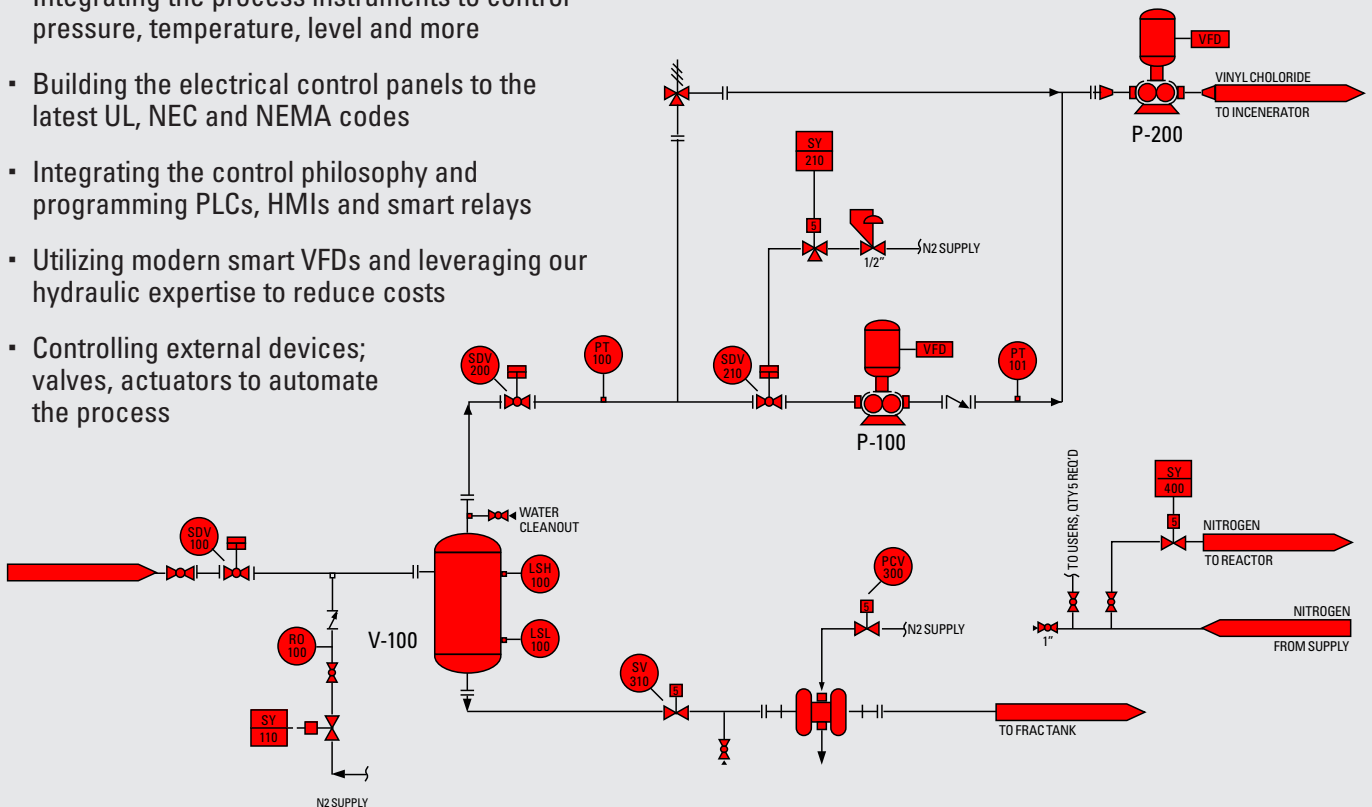 Integrating the process instruments to control
pressure, temperature, level and more
▪ Building the electrical control panels to the
latest UL, NEC and NEMA codes
▪ Integrating the control philosophy and
programming PLCs, HMIs and smart relays
▪ Utilizing modern smart VFDs and leveraging our
hydraulic expertise to reduce costs
▪ Controlling external devices;
valves, actuators to automate
the process
VFD
VINYL CHOLORIDE
TO INCENERATOR
P-200
SY
210
5
N2 SUPPLY
1/2"
SDV
200
PT
100
SDV
210
VFD
PT
101
P-100
WATER
CLEANOUT
SDV
100
LSH
100
LSL
100
V-100
RO
100
SY
110
N2 SUPPLY
PCV
300
5
N2 SUPPLY
SV
310
5
TO FRAC TANK
TO USERS, QTY 5 REQ'D
SY
400
5
NITROGEN
TO REACTOR
NITROGEN
FROM SUPPLY
1"